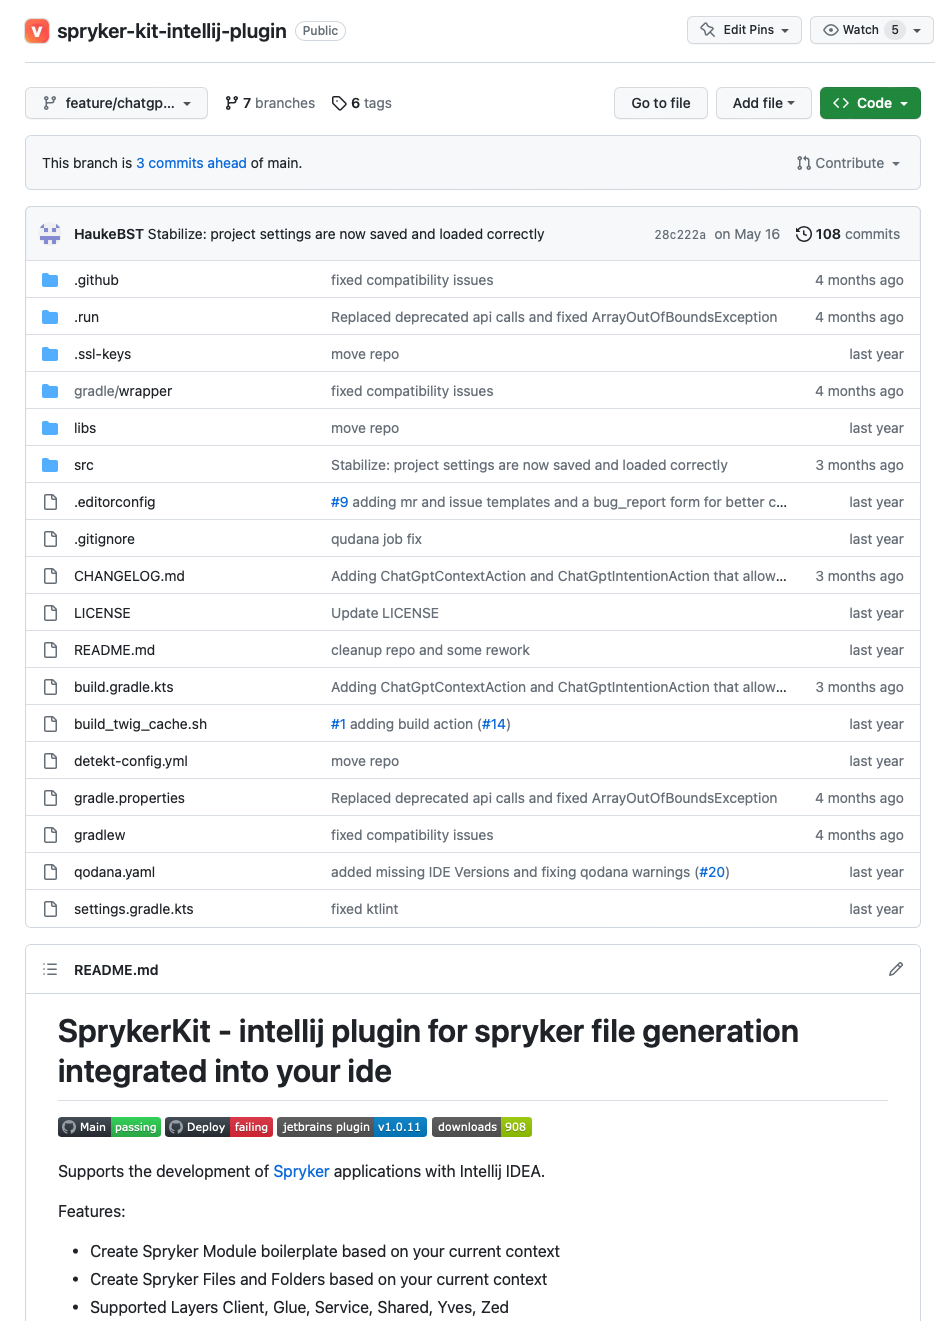 spryker-kit-intellij-plugin Public Edit Pins Watch 5
feature/chatgp... 7 branches 6 tags Go to file Add file Code
This branch is 3 commits ahead of main. Contribute
HaukeBST Stabilize: project settings are now saved and loaded correctly 28c222a on May 16 108 commits
.github fixed compatibility issues 4 months ago
.run Replaced deprecated api calls and fixed ArrayOutOfBoundsException 4 months ago
.ssl-keys move repo last year
gradle/wrapper fixed compatibility issues 4 months ago
libs move repo last year
src Stabilize: project settings are now saved and loaded correctly 3 months ago
.editorconfig #9 adding mr and issue templates and a bug_report form for better c... last year
.gitignore qudana job fix last year
CHANGELOG.md Adding ChatGptContextAction and ChatGptIntentionAction that allow... 3 months ago
LICENSE Update LICENSE last year
README.md cleanup repo and some rework last year
build.gradle.kts Adding ChatGptContextAction and ChatGptIntentionAction that allow... 3 months ago
build_twig_cache.sh #1 adding build action (#14) last year
detekt-config.yml move repo last year
gradle.properties Replaced deprecated api calls and fixed ArrayOutOfBoundsException 4 months ago
gradlew fixed compatibility issues 4 months ago
qodana.yaml added missing IDE Versions and fixing qodana warnings (#20) last year
settings.gradle.kts fixed ktlint last year
README.md
SprykerKit - intellij plugin for spryker file generation
integrated into your ide
Main passing Deploy failing jetbrains plugin v1.0.11 downloads 908
Supports the development of Spryker applications with Intellij IDEA.
Features:
• Create Spryker Module boilerplate based on your current context
• Create Spryker Files and Folders based on your current context
• Supported Layers Client, Glue, Service, Shared, Yves, Zed